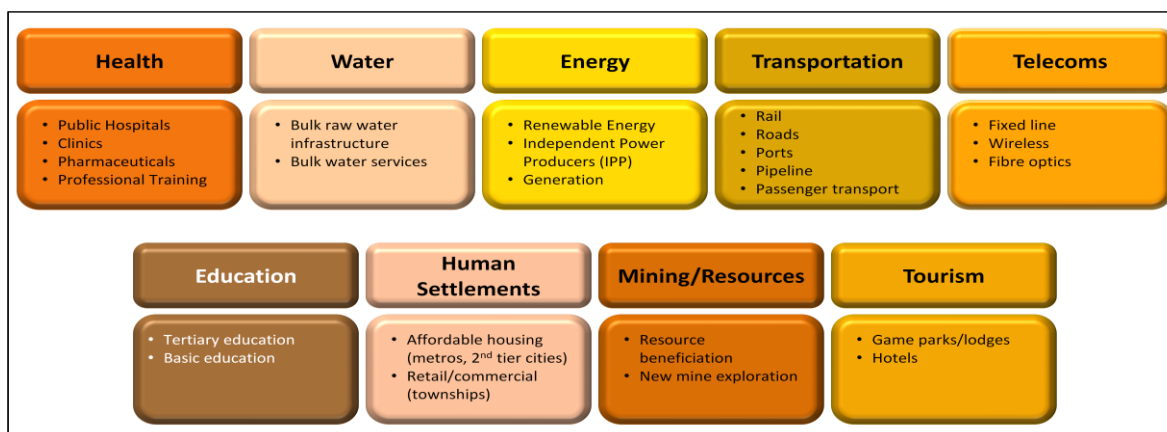 Health
Water
Energy
Transportation
Telecoms
• Public Hospitals
• Clinics
• Pharmaceuticals
• Professional Training
• Bulk raw water
infrastructure
• Bulk water services
• Renewable Energy
• Independent Power
Producers (IPP)
• Generation
• Rail
• Roads
• Ports
• Pipeline
• Passenger transport
• Fixed line
• Wireless
• Fibre optics
Education
Human
Settlements
Mining/Resources
Tourism
• Tertiary education
• Basic education
• Affordable housing
(metros, 2nd tier cities)
• Retail/commercial
(townships)
• Resource
beneficiation
• New mine exploration
• Game parks/lodges
• Hotels